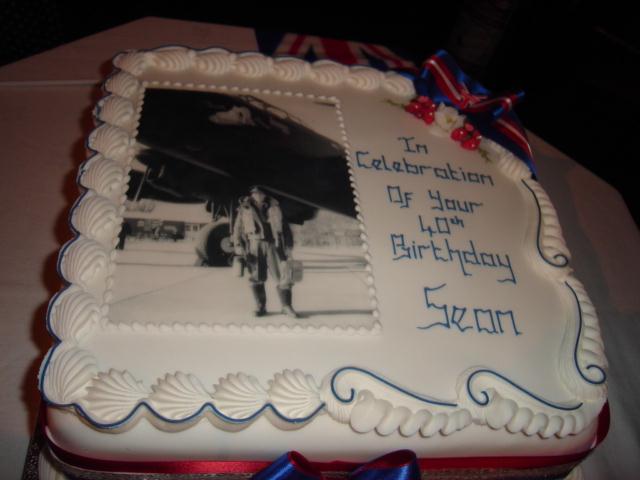 In
Celebration
Of Your
40th
Birthday
Sean